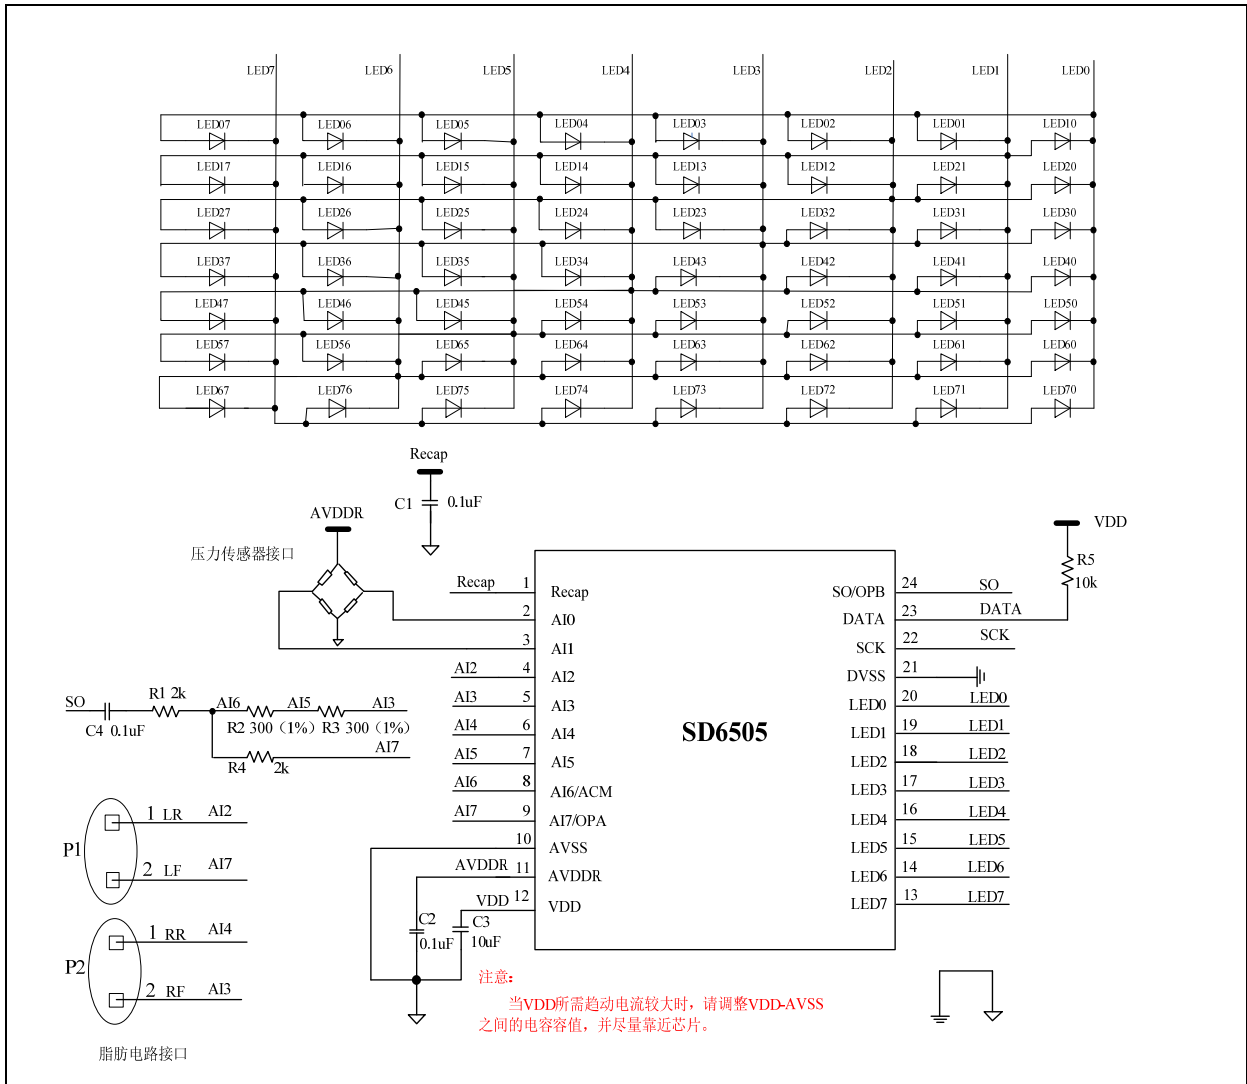 LED7 LED6 LED5 LED4 LED3 LED2 LED1 LED0
LED07 LED06 LED05 LED04 LED03 LED02 LED01 LED10
LED17 LED16 LED15 LED14 LED13 LED12 LED21 LED20
LED27 LED26 LED25 LED24 LED23 LED32 LED31 LED30
LED37 LED36 LED35 LED34 LED43 LED42 LED41 LED40
LED47 LED46 LED45 LED54 LED53 LED52 LED51 LED50
LED57 LED56 LED65 LED64 LED63 LED62 LED61 LED60
LED67 LED76 LED75 LED74 LED73 LED72 LED71 LED70
Recap
C1 0.1uF
AVDDR
压力传感器接口
VDD
R5
10k
Recap 1 Recap
2 AI0
3 AI1
AI2 4 AI2
AI3 5 AI3
AI4 6 AI4
AI5 7 AI5
AI6 8 AI6/ACM
AI7 9 AI7/OPA
10 AVSS
AVDDR 11 AVDDR
VDD 12 VDD
SD6505
SO/OPB 24 SO
DATA 23 DATA
SCK 22 SCK
DVSS 21
LED0 20 LED0
LED1 19 LED1
LED2 18 LED2
LED3 17 LED3
LED4 16 LED4
LED5 15 LED5
LED6 14 LED6
LED7 13 LED7
SO C4 0.1uF R1 2k AI6 R2 300（1%） AI5 R3 300（1%） AI3
R4 2k AI7
P1
1 LR AI2
2 LF AI7
P2
1 RR AI4
2 RF AI3
脂肪电路接口
C2
0.1uF
C3
10uF
注意：
当VDD所需趋动电流较大时，请调整VDD-AVSS
之间的电容容值，并尽量靠近芯片。